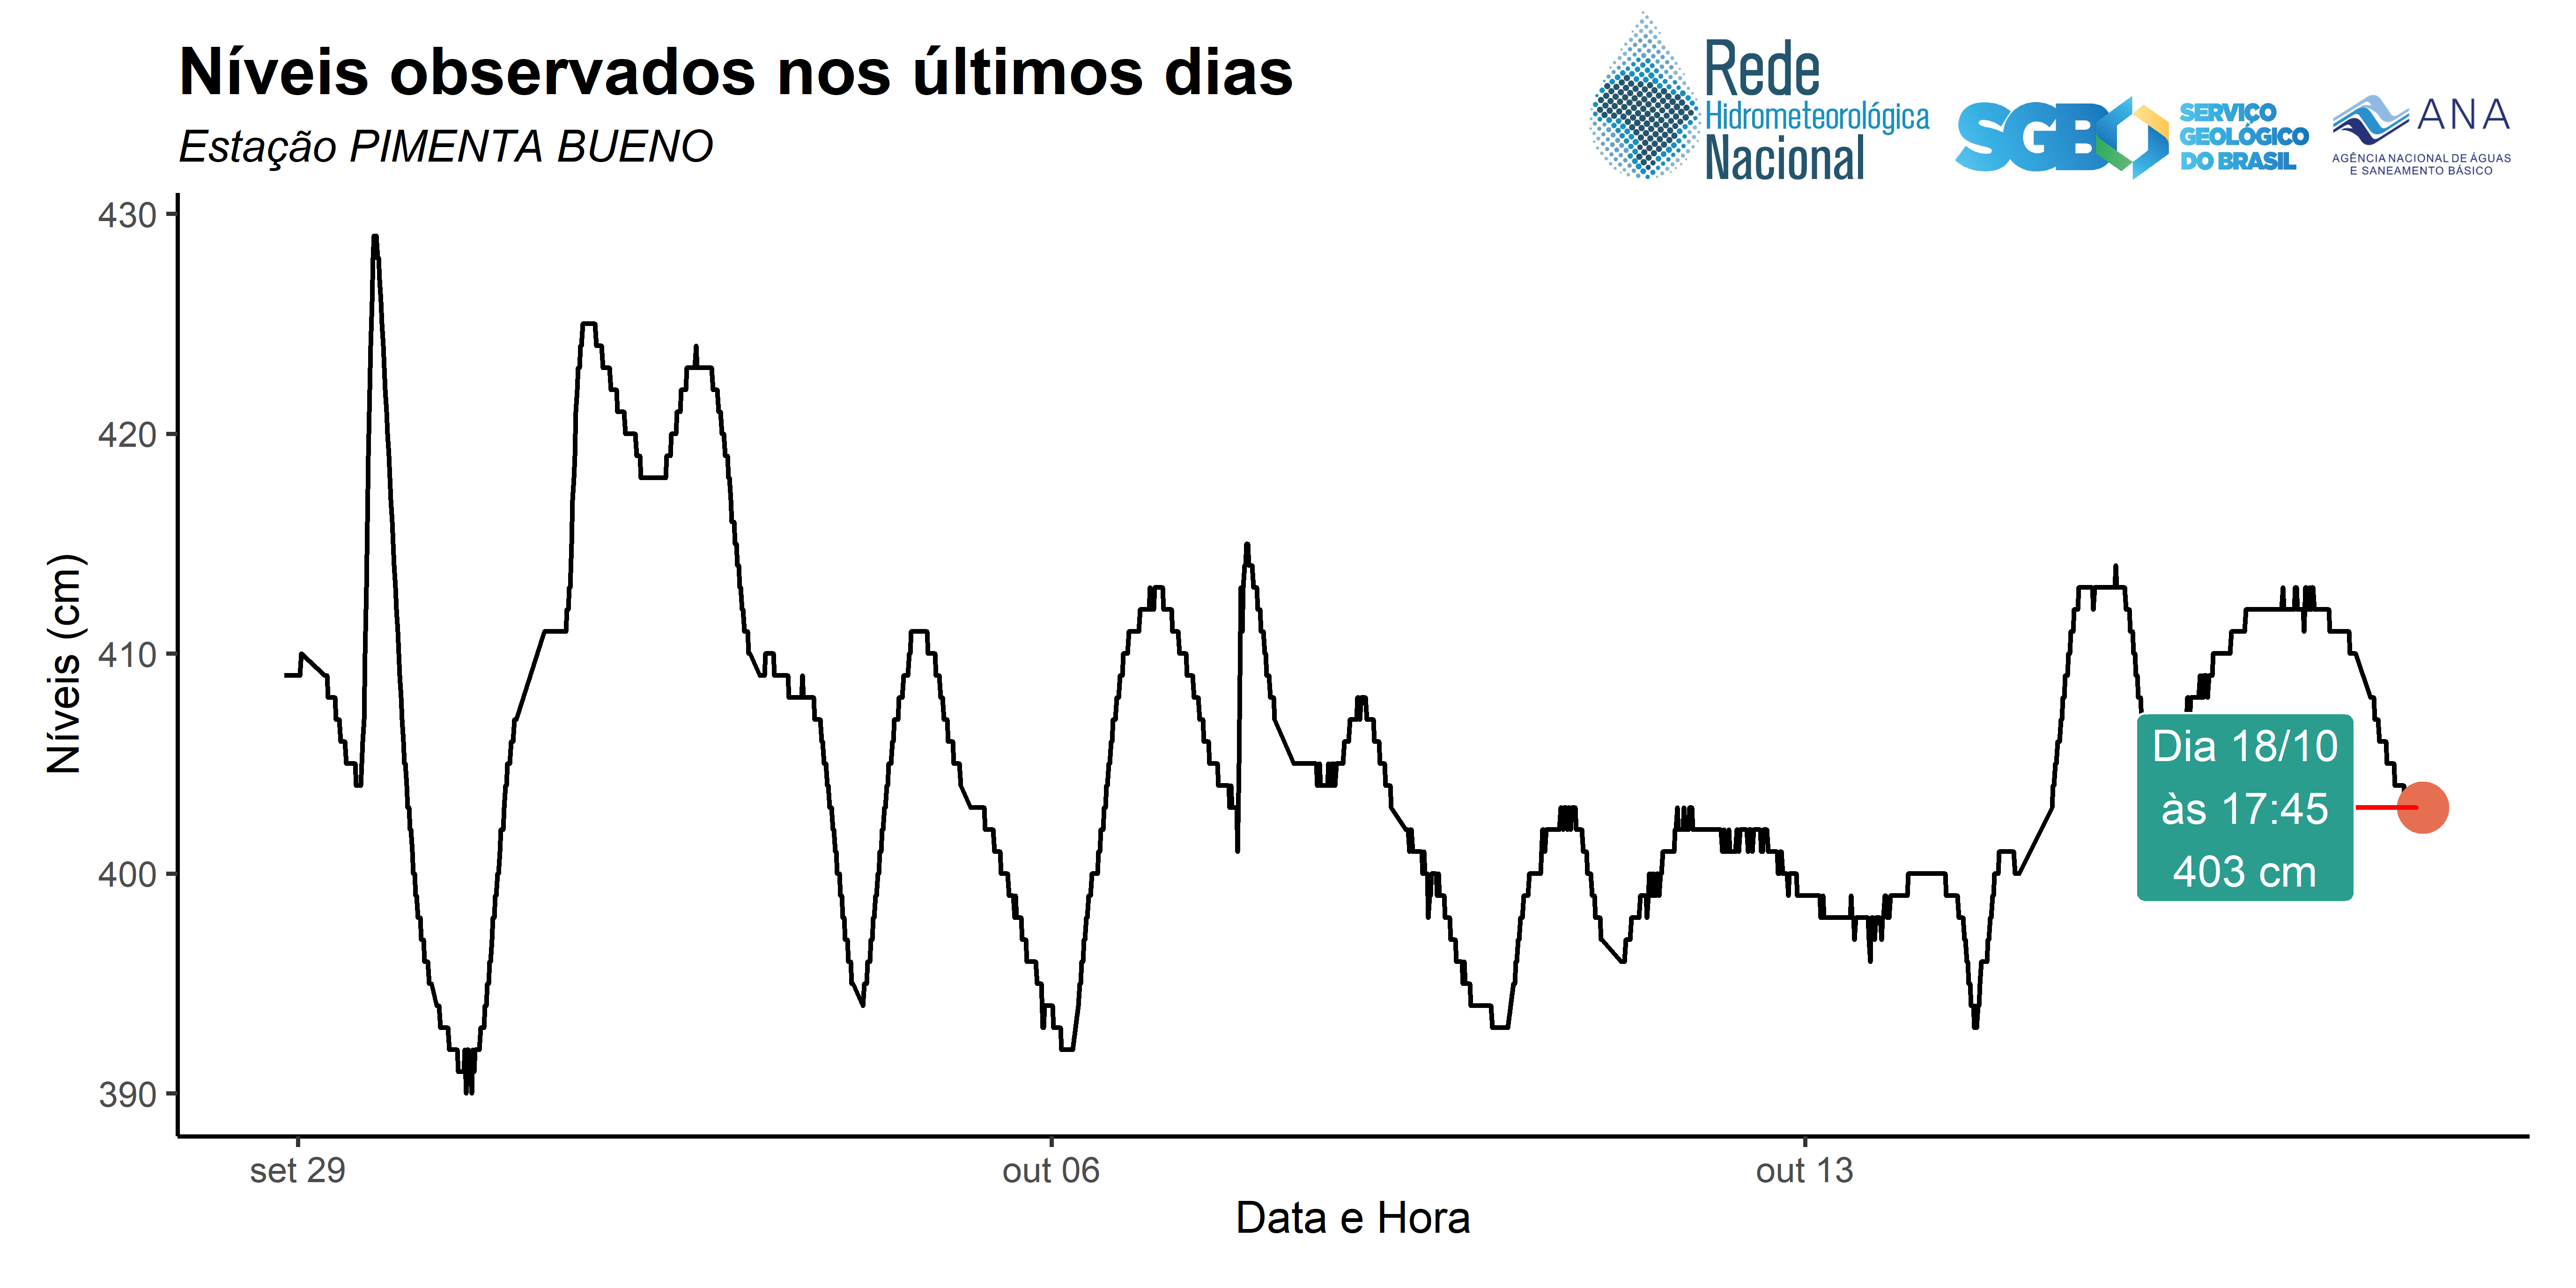 Níveis observados nos últimos dias
Estação PIMENTA BUENO
Rede
Hidrometeorológica
Nacional
SGB
SERVIÇO
GEOLÓGICO
DO BRASIL
ANA
AGÊNCIA NACIONAL DE ÁGUAS
E SANEAMENTO BÁSICO
Níveis (cm)
430
420
410
400
390
Dia 18/10
às 17:45
403 cm
set 29
out 06
out 13
Data e Hora